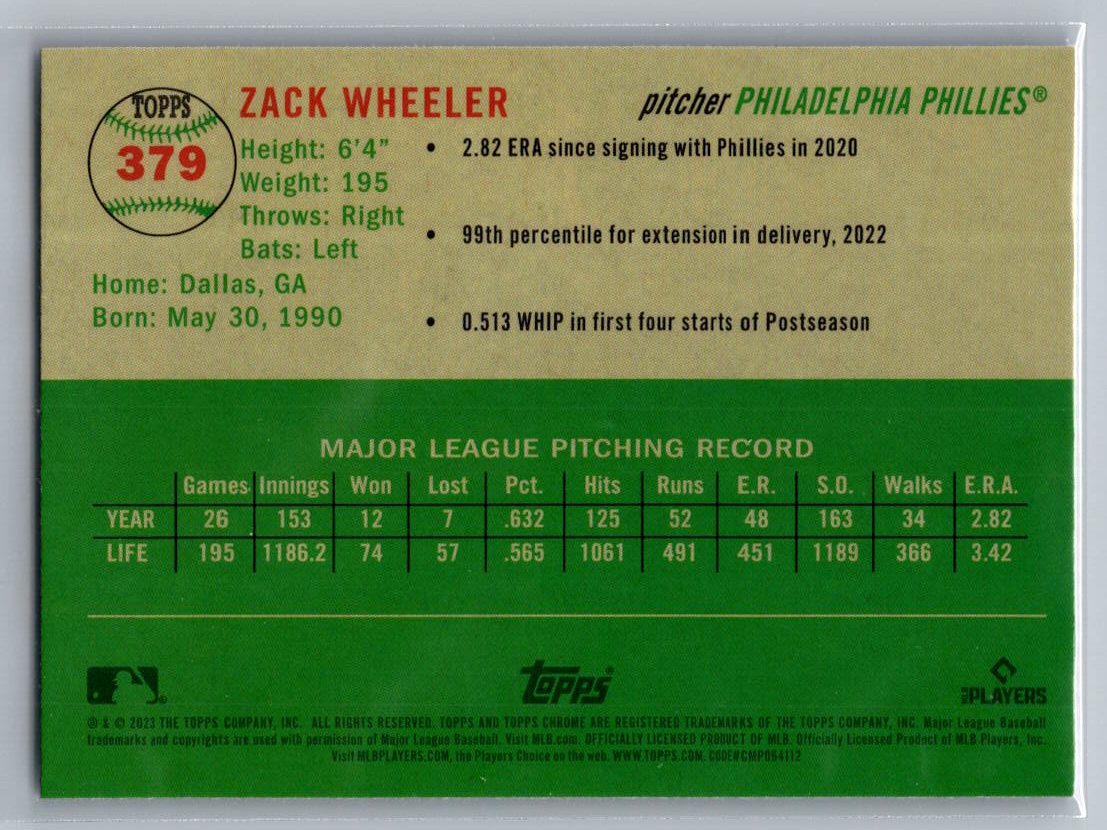 TOPPS
379
ZACK WHEELER
pitcher PHILADELPHIA PHILLIES®
Height: 6'4"
Weight: 195
Throws: Right
Bats: Left
Home: Dallas, GA
Born: May 30, 1990
• 2.82 ERA since signing with Phillies in 2020
• 99th percentile for extension in delivery, 2022
• 0.513 WHIP in first four starts of Postseason
MAJOR LEAGUE PITCHING RECORD
Games Innings Won Lost Pct. Hits Runs E.R. S.O. Walks E.R.A.
YEAR 26 153 12 7 .632 125 52 48 163 34 2.82
LIFE 195 1186.2 74 57 .565 1061 491 451 1189 366 3.42
Topps®
MLB PLAYERS
® & © 2023 THE TOPPS COMPANY, INC. ALL RIGHTS RESERVED. TOPPS AND TOPPS CHROME ARE REGISTERED TRADEMARKS OF THE TOPPS COMPANY, INC. Major League Baseball
trademarks and copyrights are used with permission of Major League Baseball. Visit MLB.com. OFFICIALLY LICENSED PRODUCT OF MLB. Officially Licensed Product of MLB Players, Inc.
Visit MLBPLAYERS.COM, the Players Choice on the web. WWW.TOPPS.COM. CODE#CMP084112